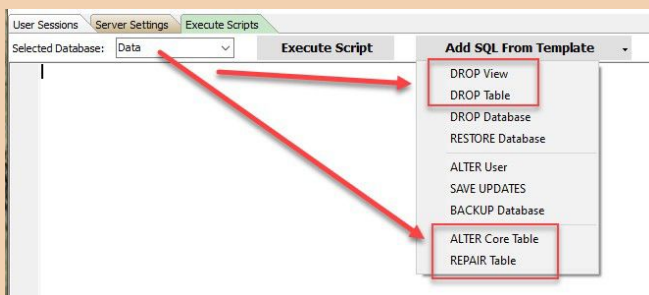 User Sessions Server Settings Execute Scripts
Selected Database: Data Execute Script Add SQL From Template
DROP View
DROP Table
DROP Database
RESTORE Database
ALTER User
SAVE UPDATES
BACKUP Database
ALTER Core Table
REPAIR Table